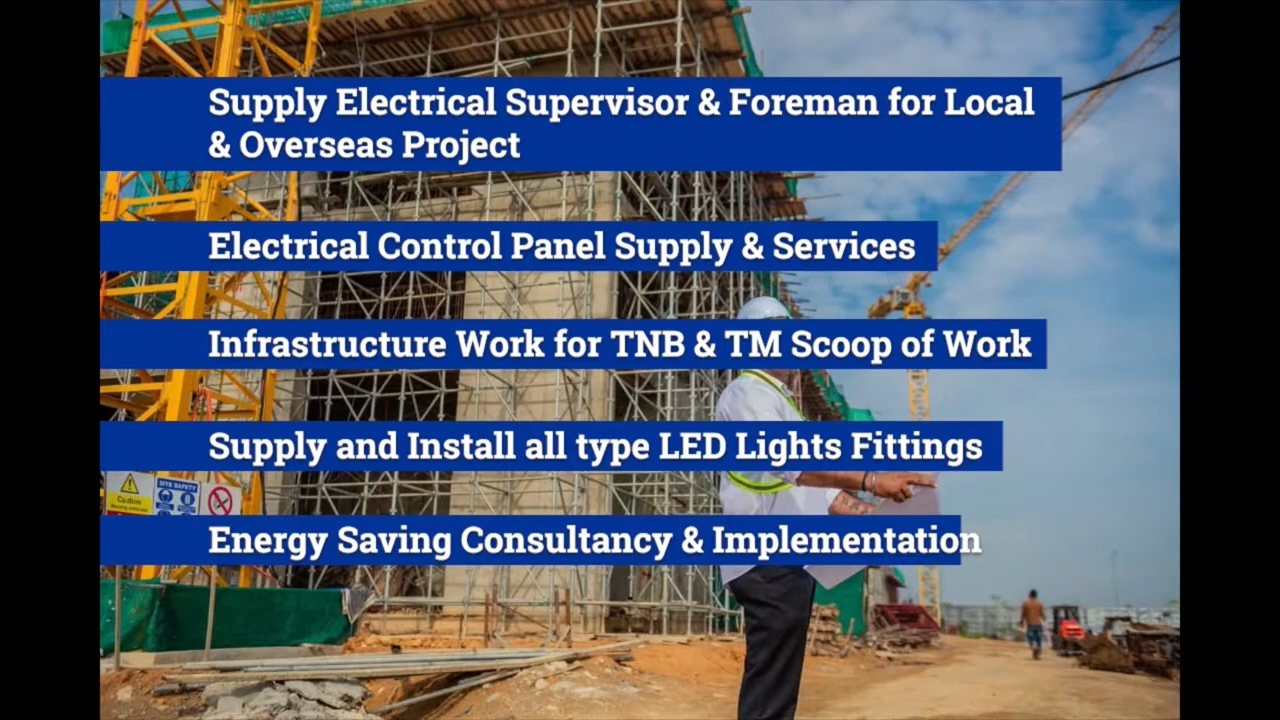 Supply Electrical Supervisor & Foreman for Local
& Overseas Project
Electrical Control Panel Supply & Services
Infrastructure Work for TNB & TM Scoop of Work
Supply and Install all type LED Lights Fittings
Energy Saving Consultancy & Implementation
Caution
SITE SAFETY